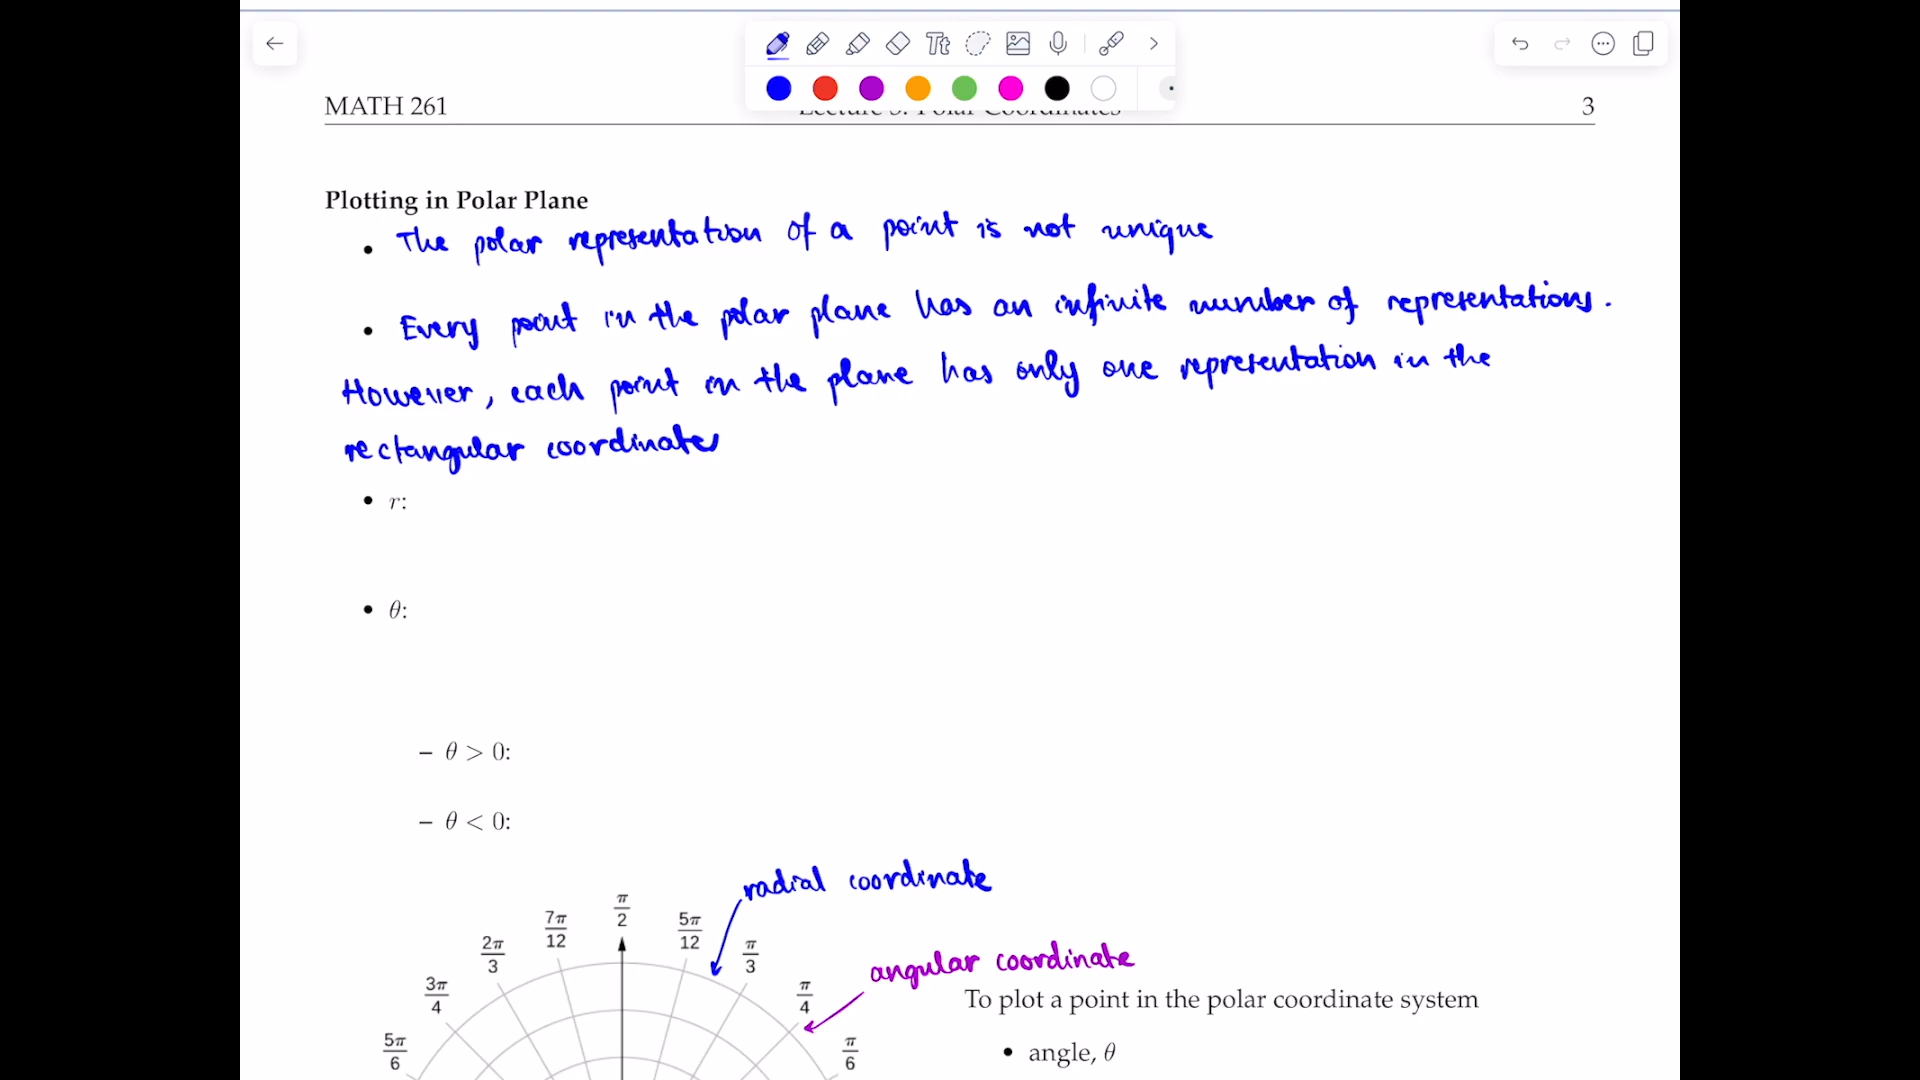 Tt
MATH 261
3
Plotting in Polar Plane
• The polar representation of a point is not unique
• Every point in the polar plane has an infinite number of representations.
However, each point in the plane has only one representation in the
rectangular coordinates
• r:
• θ:
– θ > 0:
– θ < 0:
radial coordinate
π/2
7π/12
5π/12
2π/3
π/3
angular coordinate
3π/4
π/4
To plot a point in the polar coordinate system
5π/6
π/6
• angle, θ